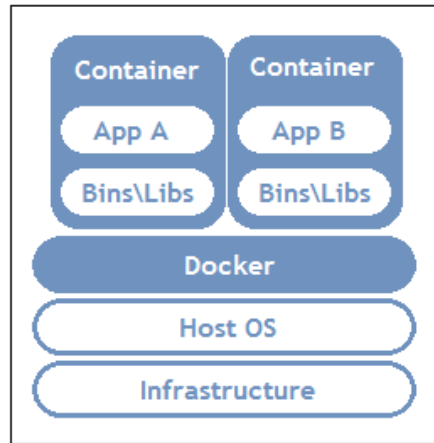 Container Container
App A App B
Bins\Libs Bins\Libs
Docker
Host OS
Infrastructure